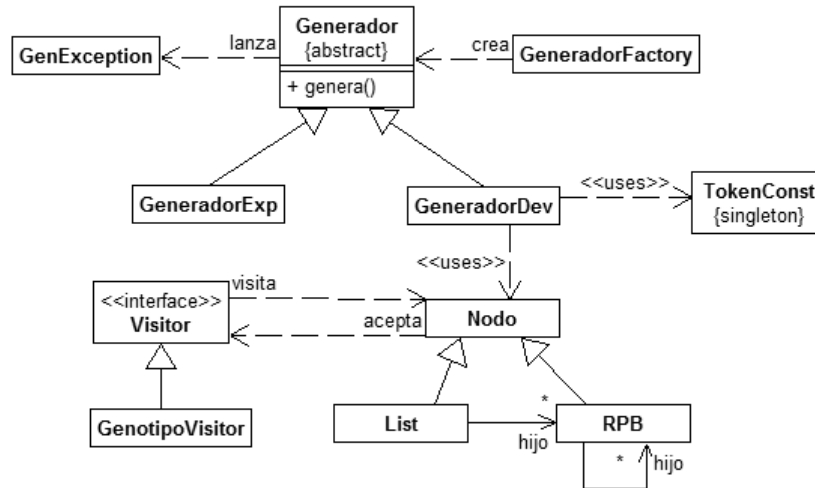 Generador
{abstract}
+ genera()
GenException
lanza
crea
GeneradorFactory
GeneradorExp
GeneradorDev
<<uses>>
TokenConst
{singleton}
<<uses>>
<<interface>>
Visitor
visita
acepta
Nodo
GenotipoVisitor
List
*
hijo
RPB
*
hijo